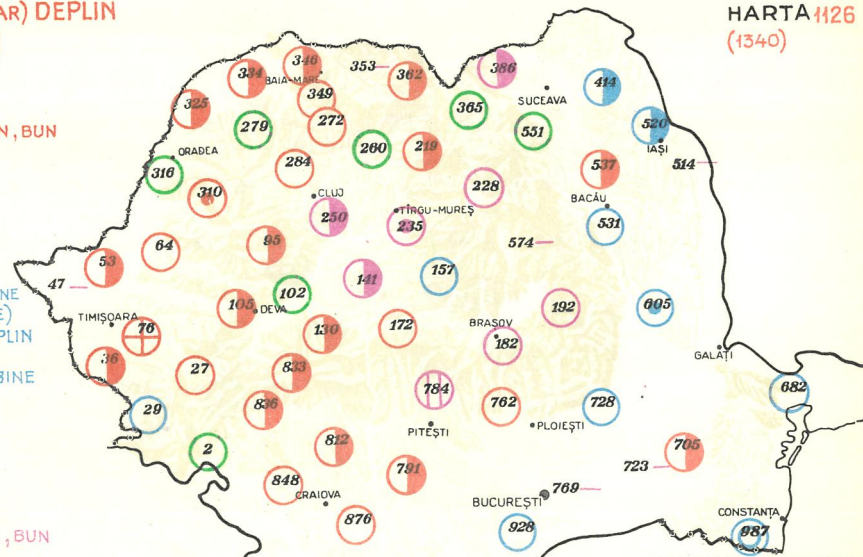 AR) DEPLIN
HARTA 1126
(1340)
N, BUN
NE
E)
PLIN
BINE
, BUN
346
334
353
362
386
BAIA-MARE
414
325
349
365
SUCEAVA
279
272
551
520
IAȘI
ORADEA
260
219
514
316
284
537
310
CLUJ
228
BACĂU
250
TÎRGU-MUREȘ
235
531
64
95
574
53
47
141
157
102
192
605
105
DEVA
TIMIȘOARA
76
130
172
BRAȘOV
182
GALAȚI
36
27
833
784
682
29
836
762
728
PITEȘTI
PLOIEȘTI
2
812
705
791
723
848
CRAIOVA
769
BUCUREȘTI
876
928
CONSTANȚA
987